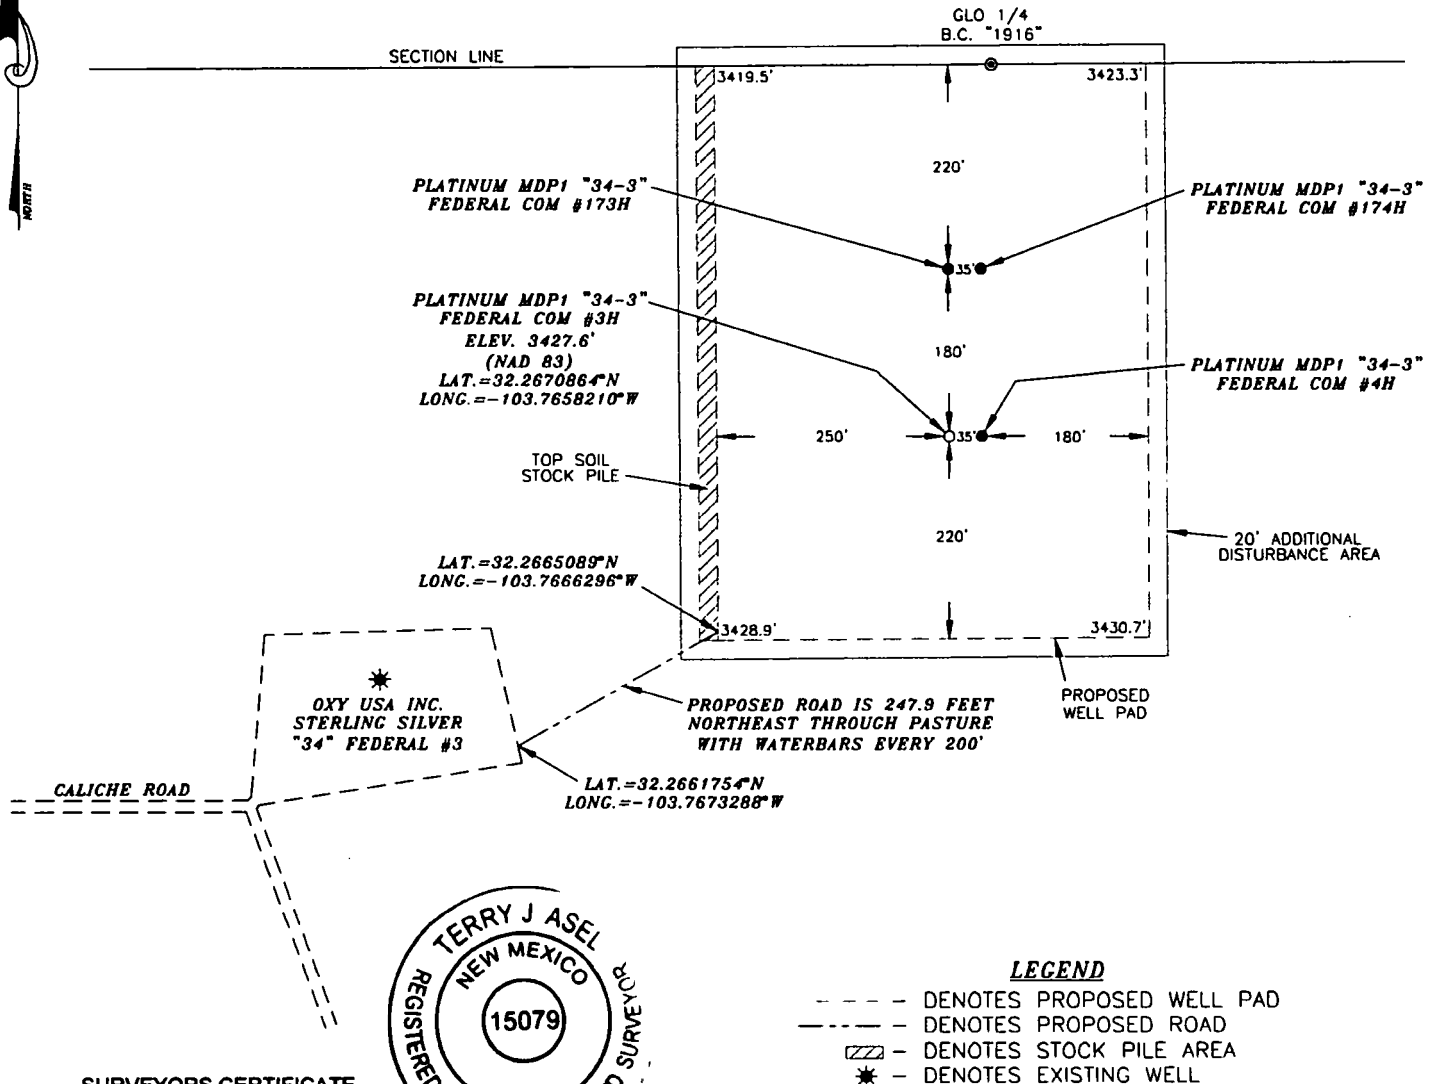 GLO 1/4
B.C. "1916"
SECTION LINE
3419.5'
3423.3'
NORTH
220'
PLATINUM MDP1 "34-3"
FEDERAL COM #173H
PLATINUM MDP1 "34-3"
FEDERAL COM #174H
35'
PLATINUM MDP1 "34-3"
FEDERAL COM #3H
ELEV. 3427.6'
(NAD 83)
LAT.=32.2670864°N
LONG.=-103.7658210°W
180'
PLATINUM MDP1 "34-3"
FEDERAL COM #4H
250'
35'
180'
TOP SOIL
STOCK PILE
220'
20' ADDITIONAL
DISTURBANCE AREA
LAT.=32.2665089°N
LONG.=-103.7666296°W
3428.9'
3430.7'
OXY USA INC.
STERLING SILVER
"34" FEDERAL #3
PROPOSED ROAD IS 247.9 FEET
NORTHEAST THROUGH PASTURE
WITH WATERBARS EVERY 200'
PROPOSED
WELL PAD
CALICHE ROAD
LAT.=32.2661754°N
LONG.=-103.7673288°W
TERRY J ASEL
NEW MEXICO
15079
REGISTERED
SURVEYOR
LEGEND
- DENOTES PROPOSED WELL PAD
- DENOTES PROPOSED ROAD
- DENOTES STOCK PILE AREA
- DENOTES EXISTING WELL
SURVEYORS CERTIFICATE